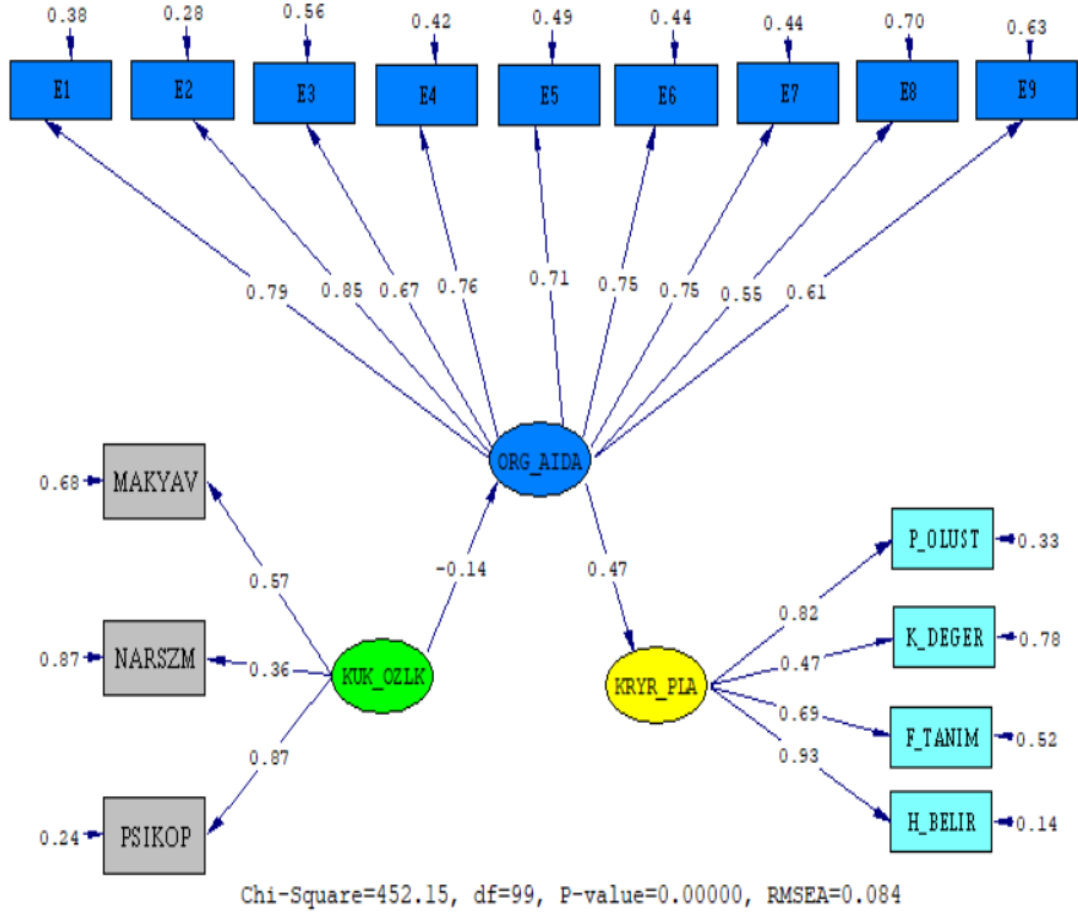 0.38 0.28 0.56 0.42 0.49 0.44 0.44 0.70 0.63
E1 E2 E3 E4 E5 E6 E7 E8 E9
0.79 0.85 0.67 0.76 0.71 0.75 0.75 0.55 0.61
ORG_AIDA
0.68 MAKYAV
P_OLUST 0.33
-0.14 0.47
0.57
0.82
K_DEGER 0.78
0.87 NARSZM 0.36 KUK_OZLK
KRYR_PLA 0.47
0.69 F_TANIM 0.52
0.87 0.93
0.24 PSIKOP
H_BELIR 0.14
Chi-Square=452.15, df=99, P-value=0.00000, RMSEA=0.084